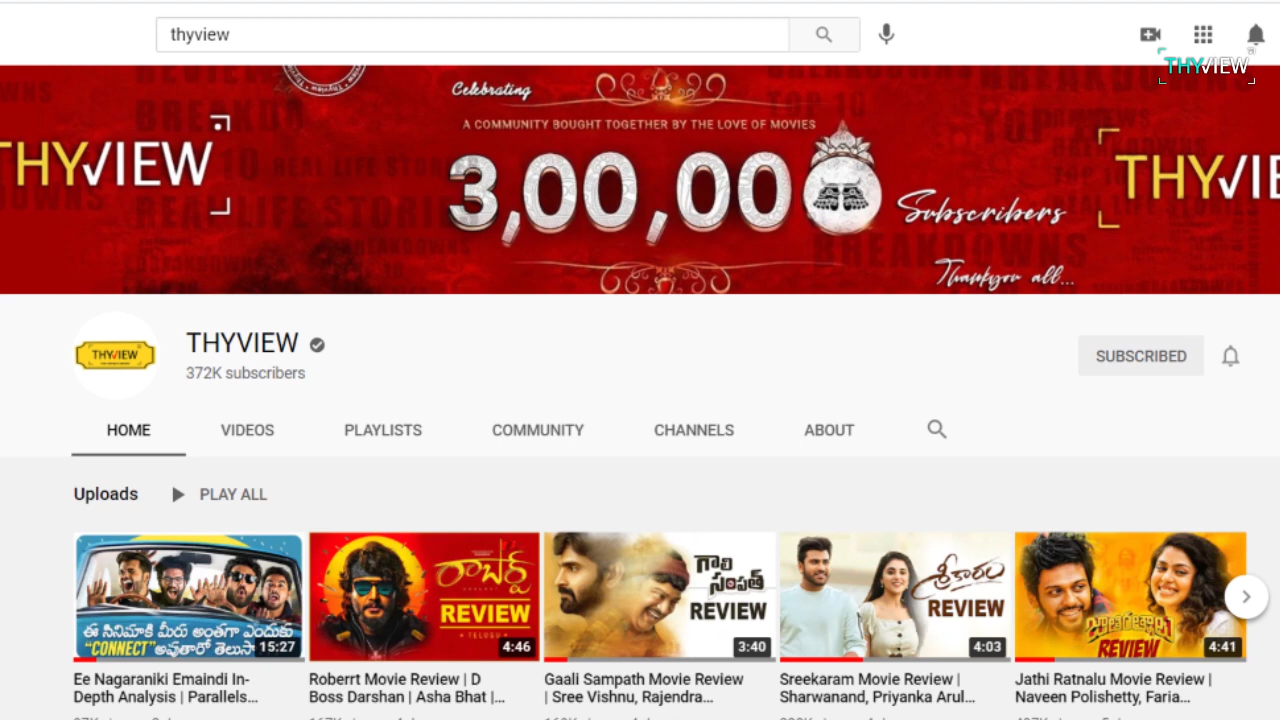 thyview
THYVIEW
Celebrating
A COMMUNITY BOUGHT TOGETHER BY THE LOVE OF MOVIES
THYVIEW
3,00,00
Subscribers
Thankyou all...
THYVIE
THYVIEW
THYVIEW
372K subscribers
SUBSCRIBED
HOME VIDEOS PLAYLISTS COMMUNITY CHANNELS ABOUT
Uploads PLAY ALL
ఈ సినిమాకి మీరు అంతగా ఎందుకు
"CONNECT" అవుతారో తెలుసా
15:27
రాబర్ట్
REVIEW
TELUGU
4:46
గాలి
సంపత్
REVIEW
3:40
శ్రీకారం
REVIEW
4:03
జాతిరత్నాలు
REVIEW
4:41
Ee Nagaraniki Emaindi In-
Depth Analysis | Parallels...
Roberrt Movie Review | D
Boss Darshan | Asha Bhat |...
Gaali Sampath Movie Review
| Sree Vishnu, Rajendra...
Sreekaram Movie Review |
Sharwanand, Priyanka Arul...
Jathi Ratnalu Movie Review |
Naveen Polishetty, Faria...